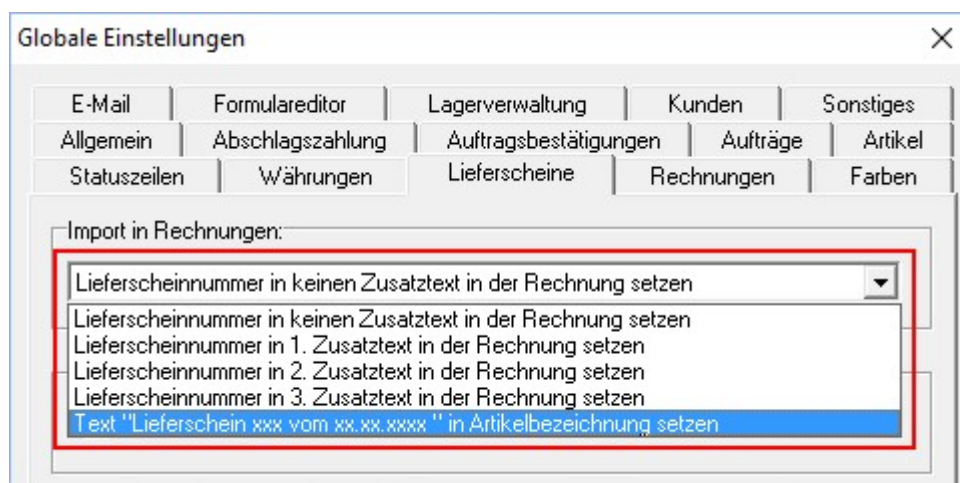 Globale Einstellungen
E-Mail Formulareditor Lagerverwaltung Kunden Sonstiges
Allgemein Abschlagszahlung Auftragsbestätigungen Aufträge Artikel
Statuszeilen Währungen Lieferscheine Rechnungen Farben
Import in Rechnungen:
Lieferscheinnummer in keinen Zusatztext in der Rechnung setzen
Lieferscheinnummer in keinen Zusatztext in der Rechnung setzen
Lieferscheinnummer in 1. Zusatztext in der Rechnung setzen
Lieferscheinnummer in 2. Zusatztext in der Rechnung setzen
Lieferscheinnummer in 3. Zusatztext in der Rechnung setzen
Text "Lieferschein xxx vom xx.xx.xxxx " in Artikelbezeichnung setzen